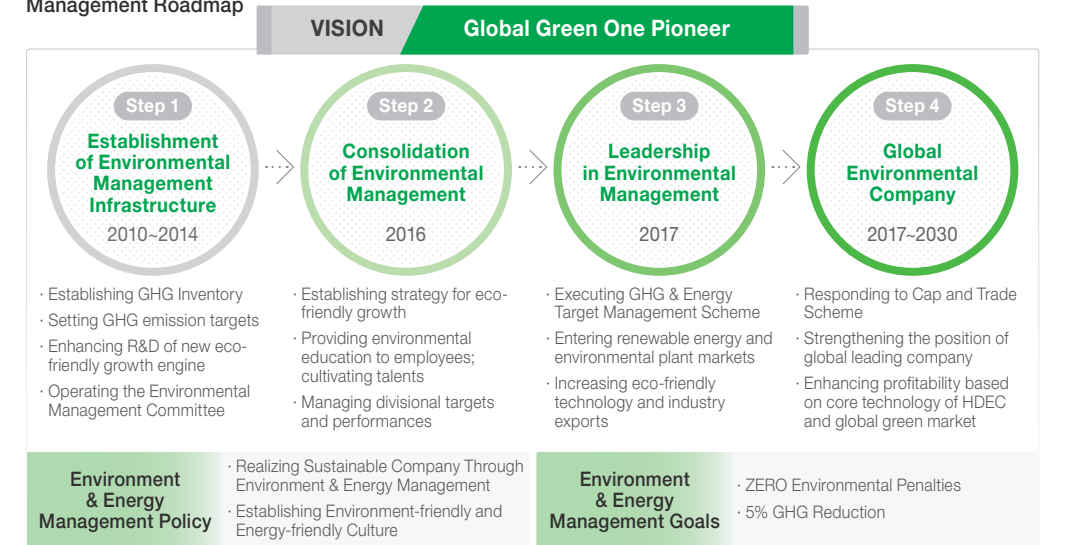 Management Roadmap
VISION Global Green One Pioneer
Step 1
Establishment
of Environmental
Management
Infrastructure
2010~2014
Step 2
Consolidation
of Environmental
Management
2016
Step 3
Leadership
in Environmental
Management
2017
Step 4
Global
Environmental
Company
2017~2030
· Establishing GHG Inventory
· Setting GHG emission targets
· Enhancing R&D of new eco-
friendly growth engine
· Operating the Environmental
Management Committee
· Establishing strategy for eco-
friendly growth
· Providing environmental
education to employees;
cultivating talents
· Managing divisional targets
and performances
· Executing GHG & Energy
Target Management Scheme
· Entering renewable energy and
environmental plant markets
· Increasing eco-friendly
technology and industry
exports
· Responding to Cap and Trade
Scheme
· Strengthening the position of
global leading company
· Enhancing profitability based
on core technology of HDEC
and global green market
Environment
& Energy
Management Policy
· Realizing Sustainable Company Through
Environment & Energy Management
· Establishing Environment-friendly and
Energy-friendly Culture
Environment
& Energy
Management Goals
· ZERO Environmental Penalties
· 5% GHG Reduction